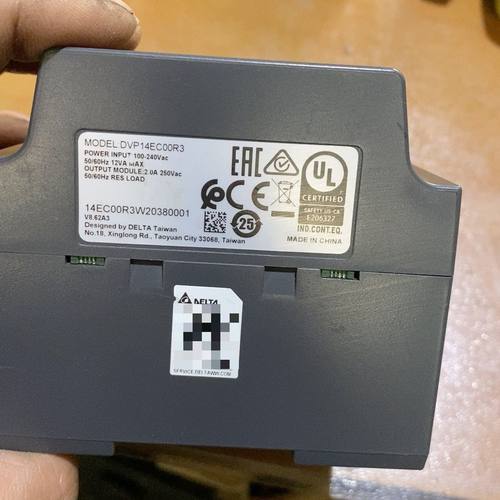 MODEL DVP14EC00R3
POWER INPUT 100-240Vac
50/60Hz 12VA MAX
OUTPUT MODULE:2.0A 250Vac
50/60Hz RES LOAD
14EC00R3W20380001
V8.62A3
Designed by DELTA Taiwan
No.18, Xinglong Rd., Taoyuan City 33068, Taiwan
EAC
CE
25
UL
CERTIFIED
SAFETY US-CA
E206327
IND.CONT.EQ.
MADE IN CHINA
DELTA
SERVICE.DELTAWW.COM